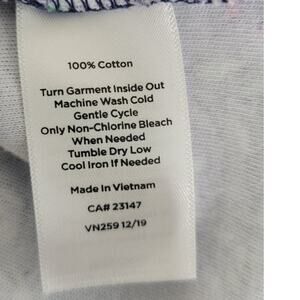 100% Cotton
Turn Garment Inside Out
Machine Wash Cold
Gentle Cycle
Only Non-Chlorine Bleach
When Needed
Tumble Dry Low
Cool Iron If Needed
Made in Vietnam
CA# 23147
VN259 12/19